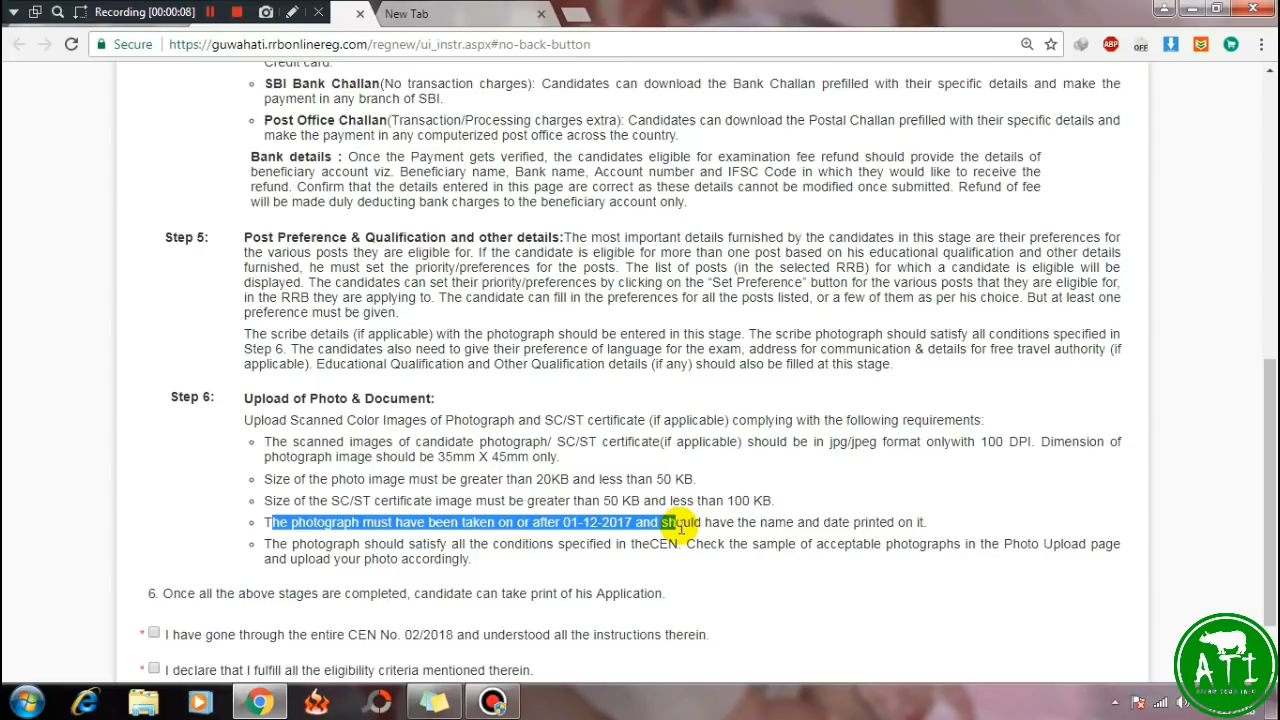 Recording [00:00:08]
New Tab
Secure https://guwahati.rrbonlinereg.com/regnew/ui_instr.aspx#no-back-button
ABP OFF
Credit card.
SBI Bank Challan(No transaction charges): Candidates can download the Bank Challan prefilled with their specific details and make the
payment in any branch of SBI.
Post Office Challan(Transaction/Processing charges extra): Candidates can download the Postal Challan prefilled with their specific details and
make the payment in any computerized post office across the country.
Bank details : Once the Payment gets verified, the candidates eligible for examination fee refund should provide the details of
beneficiary account viz. Beneficiary name, Bank name, Account number and IFSC Code in which they would like to receive the
refund. Confirm that the details entered in this page are correct as these details cannot be modified once submitted. Refund of fee
will be made duly deducting bank charges to the beneficiary account only.
Step 5: Post Preference & Qualification and other details:The most important details furnished by the candidates in this stage are their preferences for
the various posts they are eligible for. If the candidate is eligible for more than one post based on his educational qualification and other details
furnished, he must set the priority/preferences for the posts. The list of posts (in the selected RRB) for which a candidate is eligible will be
displayed. The candidates can set their priority/preferences by clicking on the “Set Preference” button for the various posts that they are eligible for,
in the RRB they are applying to. The candidate can fill in the preferences for all the posts listed, or a few of them as per his choice. But at least one
preference must be given.
The scribe details (if applicable) with the photograph should be entered in this stage. The scribe photograph should satisfy all conditions specified in
Step 6. The candidates also need to give their preference of language for the exam, address for communication & details for free travel authority (if
applicable). Educational Qualification and Other Qualification details (if any) should also be filled at this stage.
Step 6: Upload of Photo & Document:
Upload Scanned Color Images of Photograph and SC/ST certificate (if applicable) complying with the following requirements:
The scanned images of candidate photograph/ SC/ST certificate(if applicable) should be in jpg/jpeg format onlywith 100 DPI. Dimension of
photograph image should be 35mm X 45mm only.
Size of the photo image must be greater than 20KB and less than 50 KB.
Size of the SC/ST certificate image must be greater than 50 KB and less than 100 KB.
The photograph must have been taken on or after 01-12-2017 and should have the name and date printed on it.
The photograph should satisfy all the conditions specified in theCEN. Check the sample of acceptable photographs in the Photo Upload page
and upload your photo accordingly.
6. Once all the above stages are completed, candidate can take print of his Application.
* I have gone through the entire CEN No. 02/2018 and understood all the instructions therein.
* I declare that I fulfill all the eligibility criteria mentioned therein.
ATI